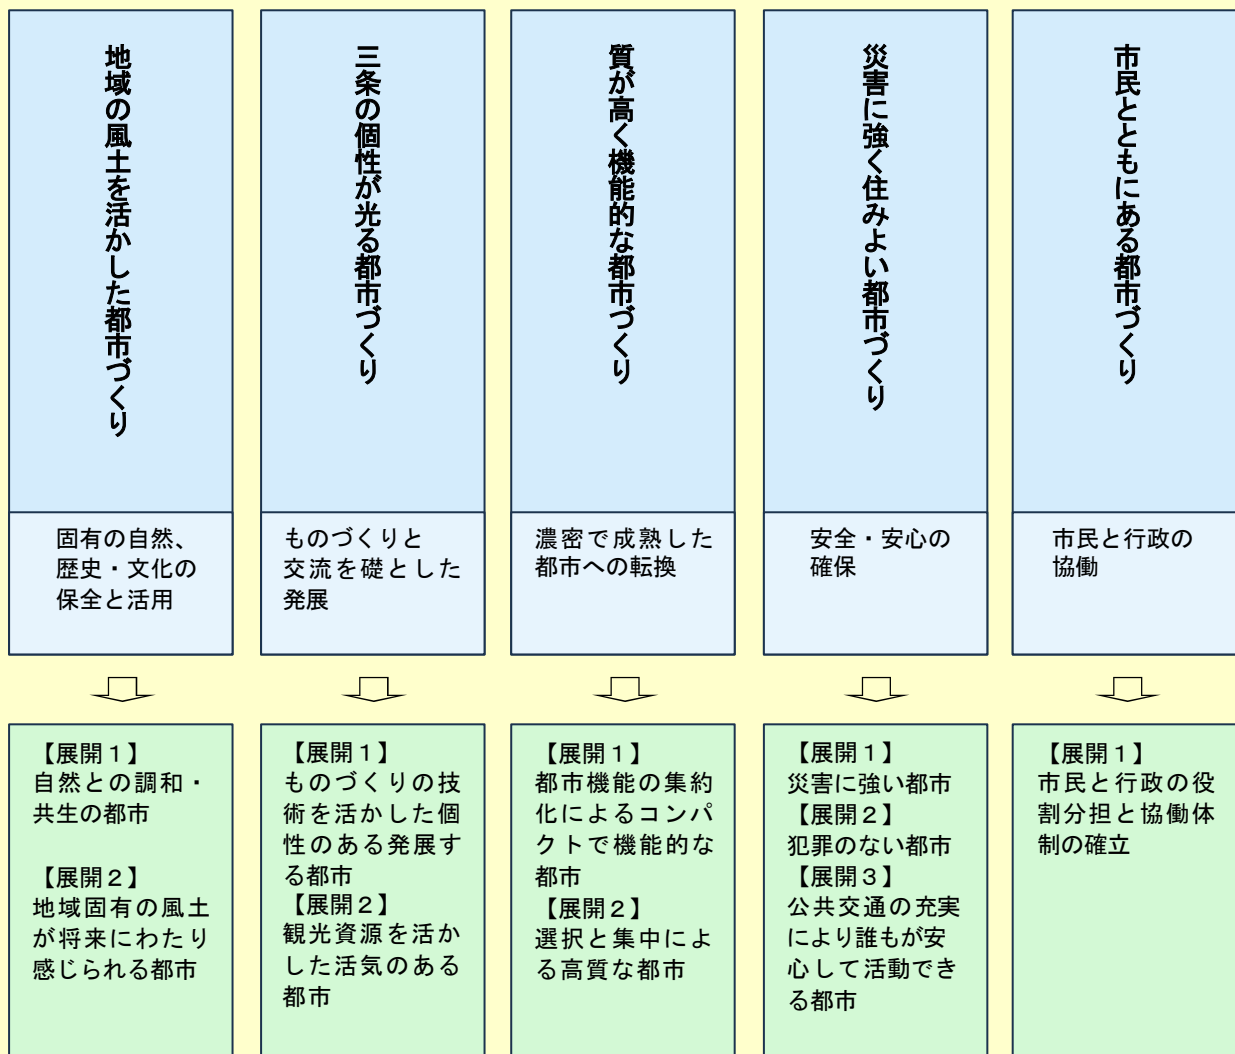 地域の風土を活かした都市づくり
三条の個性が光る都市づくり
質が高く機能的な都市づくり
災害に強く住みよい都市づくり
市民とともにある都市づくり
固有の自然、
歴史・文化の
保全と活用
ものづくりと
交流を礎とした
発展
濃密で成熟した
都市への転換
安全・安心の
確保
市民と行政の
協働
【展開１】
自然との調和・
共生の都市
【展開２】
地域固有の風土
が将来にわたり
感じられる都市
【展開１】
ものづくりの技
術を活かした個
性のある発展す
る都市
【展開２】
観光資源を活か
した活気のある
都市
【展開１】
都市機能の集約
化によるコンパ
クトで機能的な
都市
【展開２】
選択と集中によ
る高質な都市
【展開１】
災害に強い都市
【展開２】
犯罪のない都市
【展開３】
公共交通の充実
により誰もが安
心して活動でき
る都市
【展開１】
市民と行政の役
割分担と協働体
制の確立